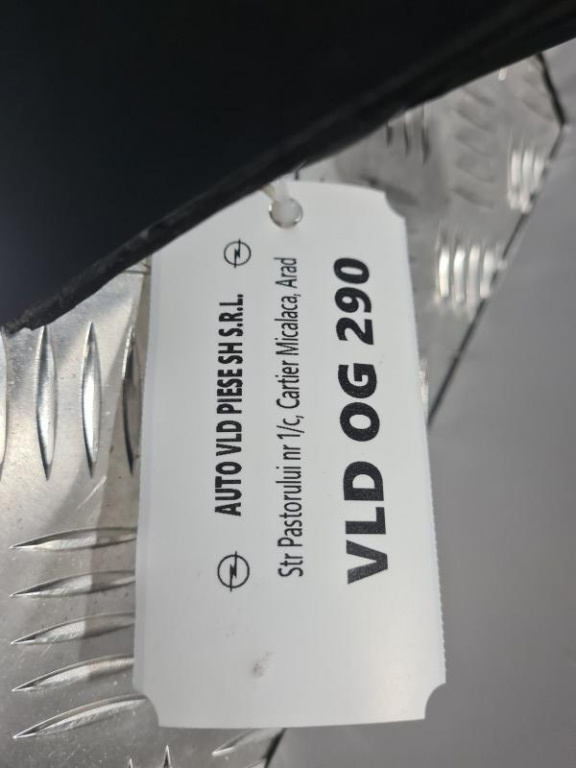 AUTO VLD PIESE SH S.R.L.
Str Pastorului nr 1/c, Cartier Micalaca, Arad
VLD OG 290